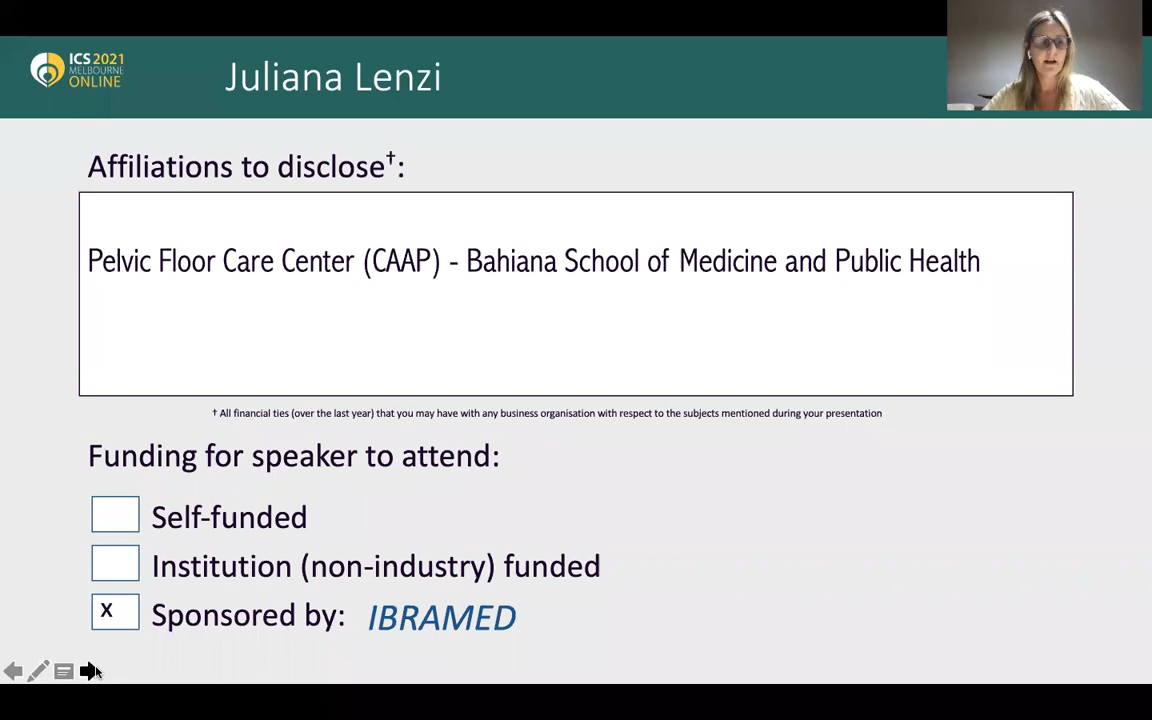 ICS 2021
MELBOURNE
ONLINE
Juliana Lenzi
Affiliations to disclose†:
Pelvic Floor Care Center (CAAP) - Bahiana School of Medicine and Public Health
† All financial ties (over the last year) that you may have with any business organisation with respect to the subjects mentioned during your presentation
Funding for speaker to attend:
Self-funded
Institution (non-industry) funded
X Sponsored by: IBRAMED